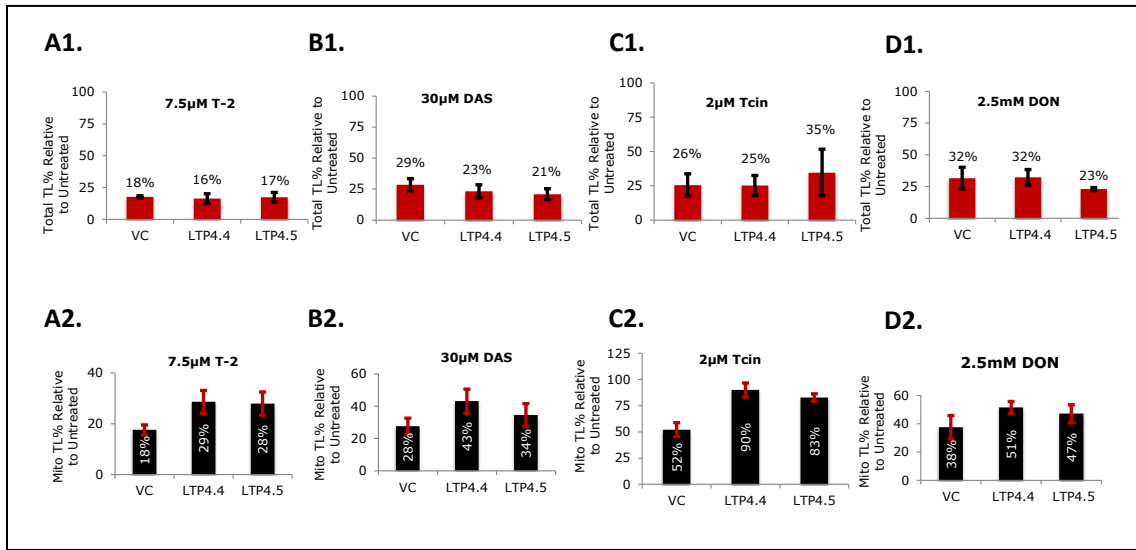 A1.
B1.
C1.
D1.
7.5µM T-2
Total TL% Relative
to Untreated
100
75
50
25
0
18%
16%
17%
VC
LTP4.4
LTP4.5
30µM DAS
Total TL% Relative to
Untreated
100
75
50
25
0
29%
23%
21%
VC
LTP4.4
LTP4.5
2µM Tcin
Total TL% Relative to
Untreated
100
75
50
25
0
26%
25%
35%
VC
LTP4.4
LTP4.5
2.5mM DON
Total TL% Relative to
Untreated
100
75
50
25
0
32%
32%
23%
VC
LTP4.4
LTP4.5
A2.
B2.
C2.
D2.
7.5µM T-2
Mito TL% Relative
to Untreated
40
20
0
18%
29%
28%
VC
LTP4.4
LTP4.5
30µM DAS
Mito TL% Relative
to Untreated
60
40
20
0
28%
43%
34%
VC
LTP4.4
LTP4.5
2µM Tcin
Mito TL% Relative
to Untreated
125
100
75
50
25
0
52%
90%
83%
VC
LTP4.4
LTP4.5
2.5mM DON
Mito TL% Relative
to Untreated
60
40
20
0
38%
51%
47%
VC
LTP4.4
LTP4.5